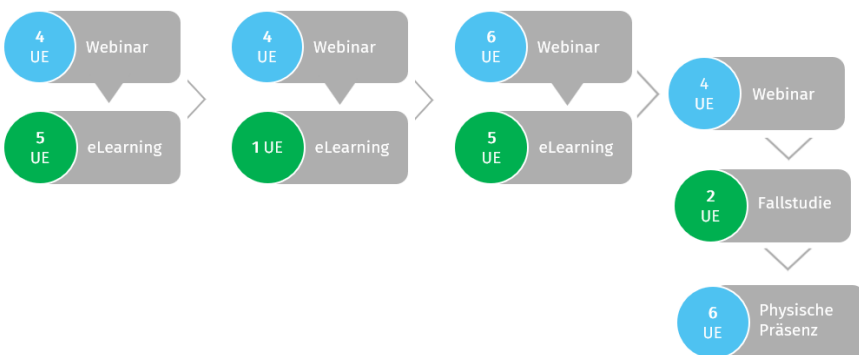 4
UE
Webinar
5
UE
eLearning
4
UE
Webinar
1 UE
eLearning
6
UE
Webinar
5
UE
eLearning
4
UE
Webinar
2
UE
Fallstudie
6
UE
Physische
Präsenz